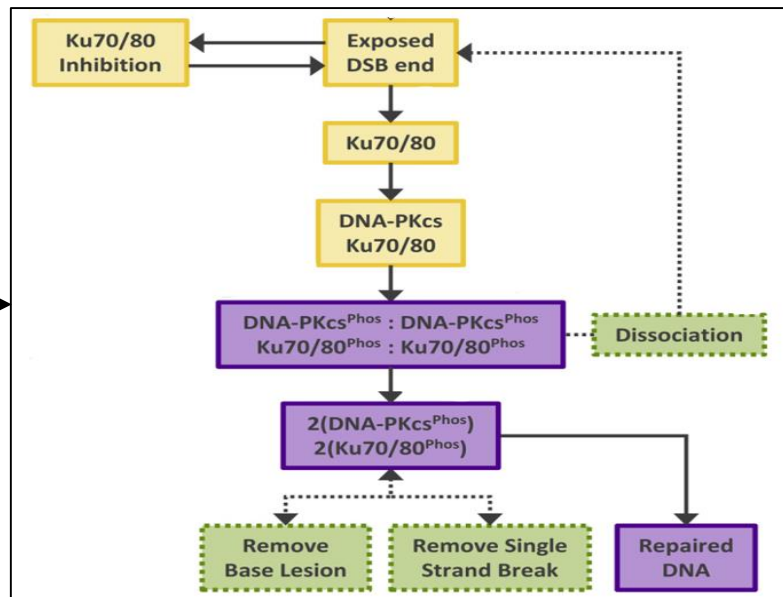 Ku70/80
Inhibition
Exposed
DSB end
Ku70/80
DNA-PKcs
Ku70/80
DNA-PKcsᴾʰᵒˢ : DNA-PKcsᴾʰᵒˢ
Ku70/80ᴾʰᵒˢ : Ku70/80ᴾʰᵒˢ
Dissociation
2(DNA-PKcsᴾʰᵒˢ)
2(Ku70/80ᴾʰᵒˢ)
Remove
Base Lesion
Remove Single
Strand Break
Repaired
DNA